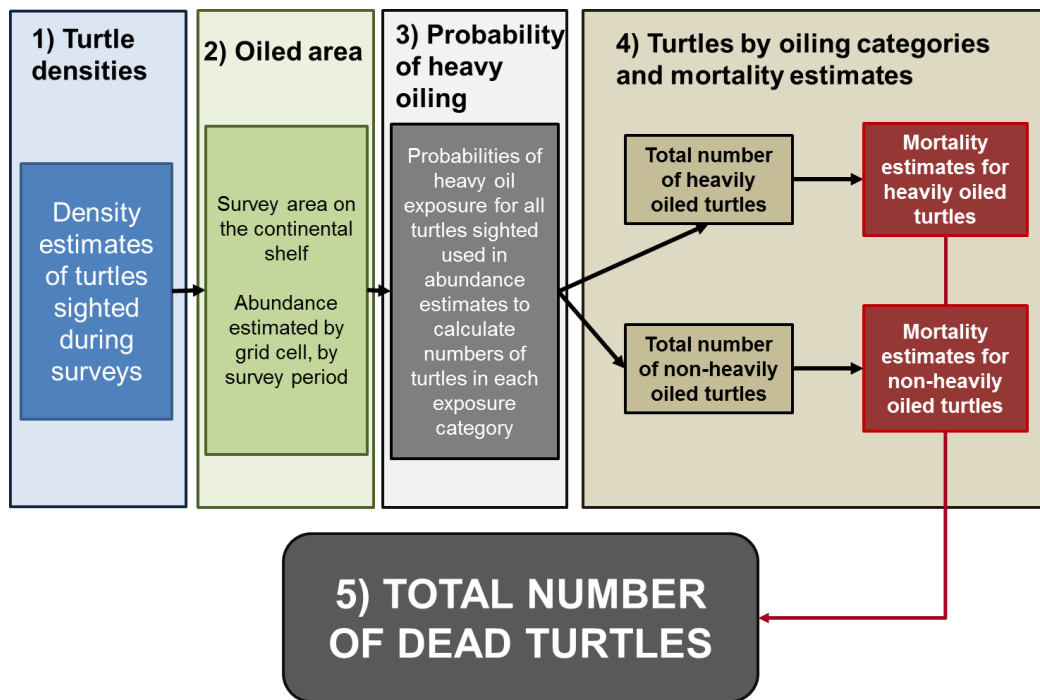 1) Turtle
densities
Density
estimates
of turtles
sighted
during
surveys
2) Oiled area
Survey area on
the continental
shelf
Abundance
estimated by
grid cell, by
survey period
3) Probability
of heavy
oiling
Probabilities of
heavy oil
exposure for all
turtles sighted
used in
abundance
estimates to
calculate
numbers of
turtles in each
exposure
category
4) Turtles by oiling categories
and mortality estimates
Total number
of heavily
oiled turtles
Mortality
estimates for
heavily oiled
turtles
Total number
of non-heavily
oiled turtles
Mortality
estimates for
non-heavily
oiled turtles
5) TOTAL NUMBER
OF DEAD TURTLES